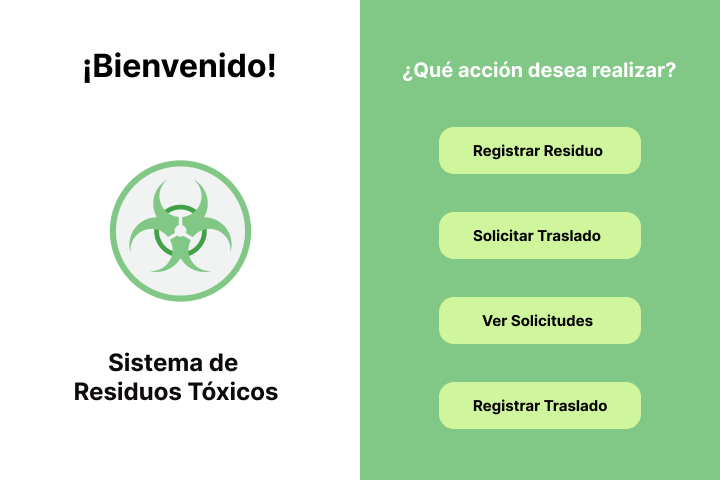 ¡Bienvenido!
Sistema de
Residuos Tóxicos
¿Qué acción desea realizar?
Registrar Residuo
Solicitar Traslado
Ver Solicitudes
Registrar Traslado